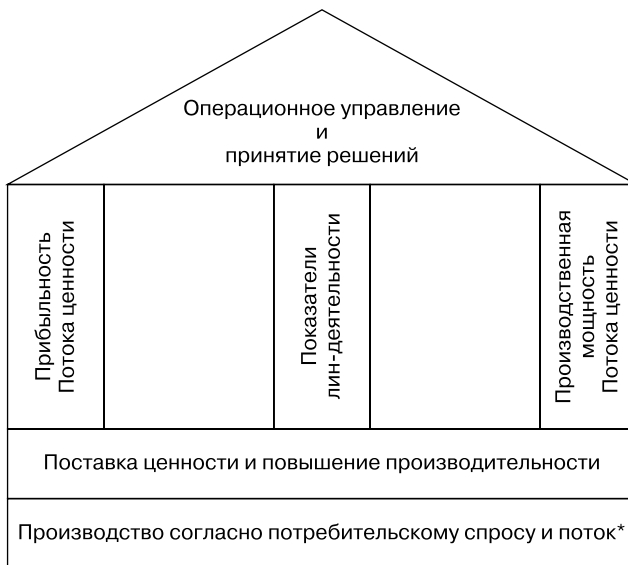 Операционное управление
и
принятие решений
Прибыльность
Потока ценности
Показатели
лин-деятельности
Производственная
мощность
Потока ценности
Поставка ценности и повышение производительности
Производство согласно потребительскому спросу и поток*